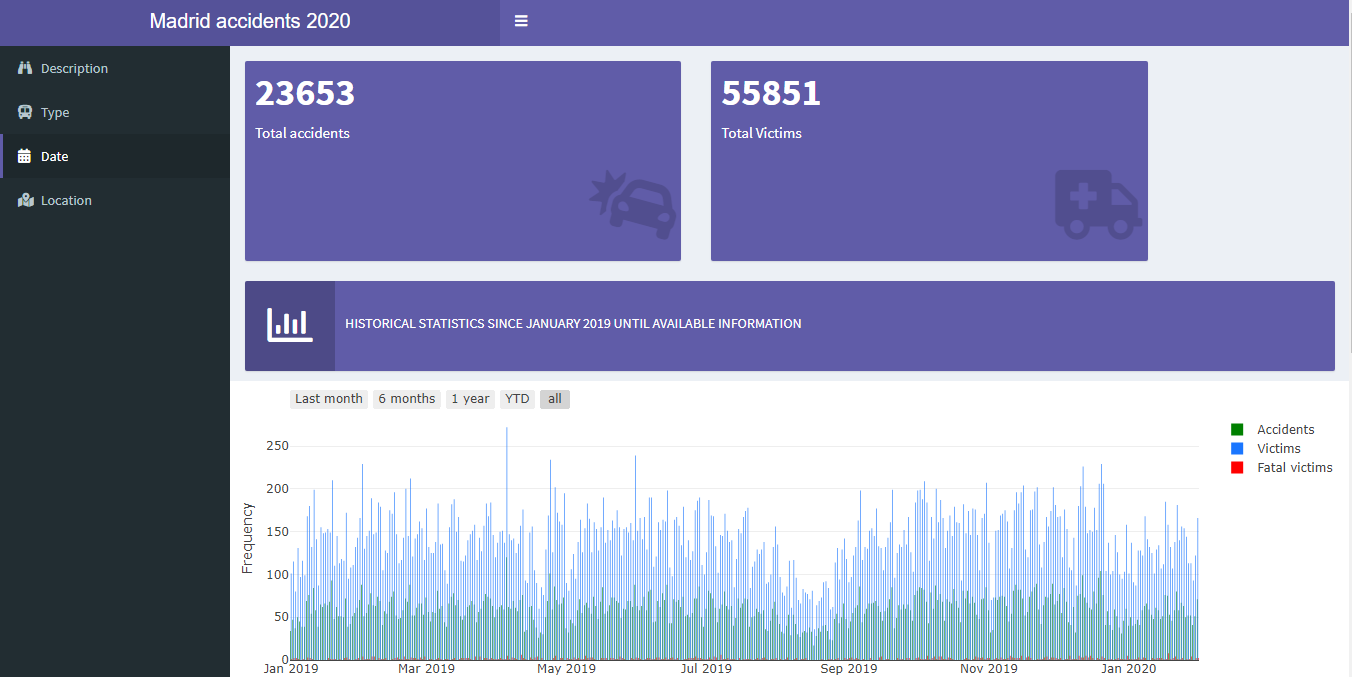 Madrid accidents 2020
Description
Type
Date
Location
23653
Total accidents
55851
Total Victims
HISTORICAL STATISTICS SINCE JANUARY 2019 UNTIL AVAILABLE INFORMATION
Last month 6 months 1 year YTD all
Accidents
Victims
Fatal victims
Frequency
250
200
150
100
50
0
Jan 2019 Mar 2019 May 2019 Jul 2019 Sep 2019 Nov 2019 Jan 2020